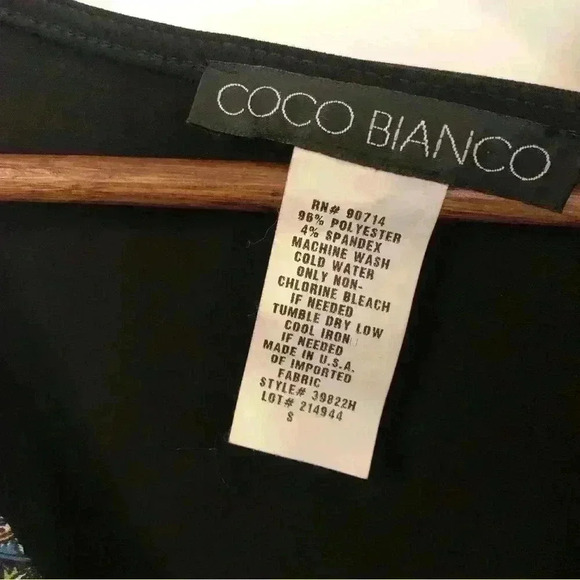 COCO BIANCO
RN# 90714
96% POLYESTER
4% SPANDEX
MACHINE WASH
COLD WATER
ONLY NON-
CHLORINE BLEACH
IF NEEDED
TUMBLE DRY LOW
COOL IRON
IF NEEDED
MADE IN U.S.A.
OF IMPORTED
FABRIC
STYLE# 39822H
LOT# 214944
S